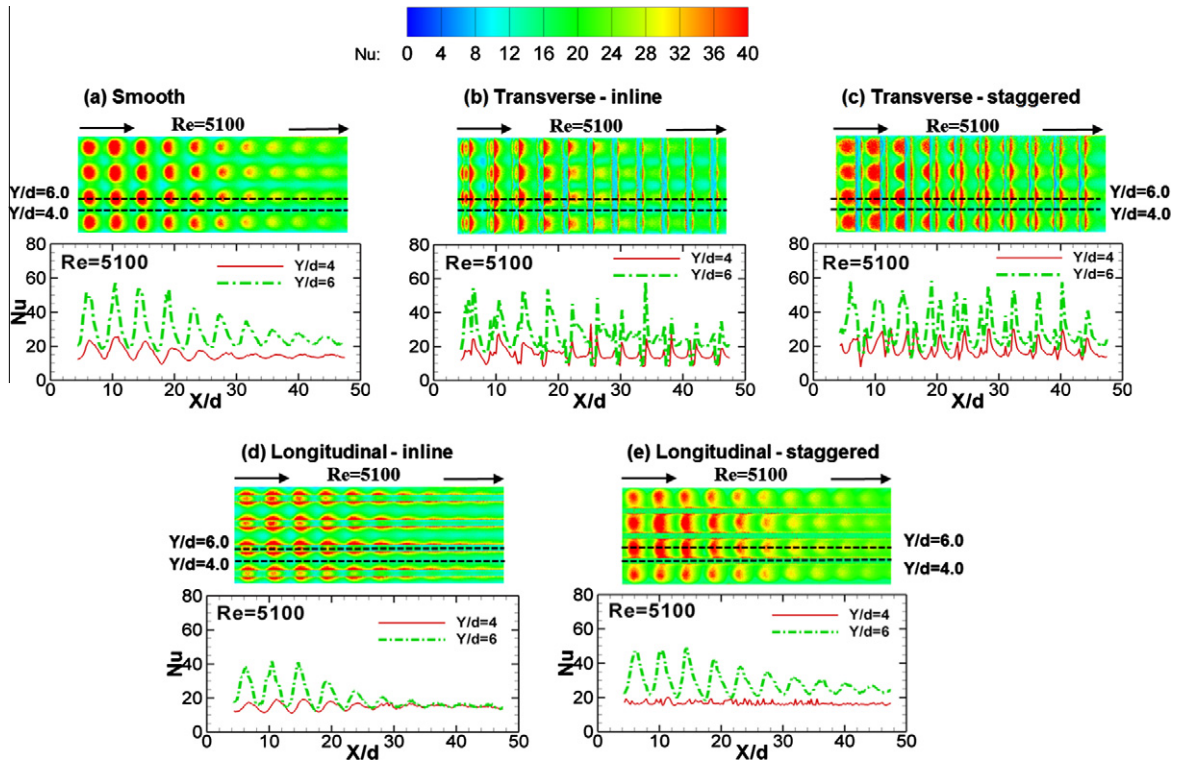 Nu: 0 4 8 12 16 20 24 28 32 36 40
(a) Smooth
Re=5100
Y/d=6.0
Y/d=4.0
80
60
40
20
0
Nu
Re=5100
Y/d=4
Y/d=6
0 10 20 30 40 50
X/d
(b) Transverse - inline
Re=5100
80
60
40
20
0
Re=5100
Y/d=4
Y/d=6
0 10 20 30 40 50
X/d
(c) Transverse - staggered
Re=5100
Y/d=6.0
Y/d=4.0
80
60
40
20
0
Re=5100
Y/d=4
Y/d=6
0 10 20 30 40 50
X/d
(d) Longitudinal - inline
Re=5100
Y/d=6.0
Y/d=4.0
80
60
40
20
0
Nu
Re=5100
Y/d=4
Y/d=6
0 10 20 30 40 50
X/d
(e) Longitudinal - staggered
Re=5100
Y/d=6.0
Y/d=4.0
80
60
40
20
0
Nu
Re=5100
Y/d=4
Y/d=6
0 10 20 30 40 50
X/d